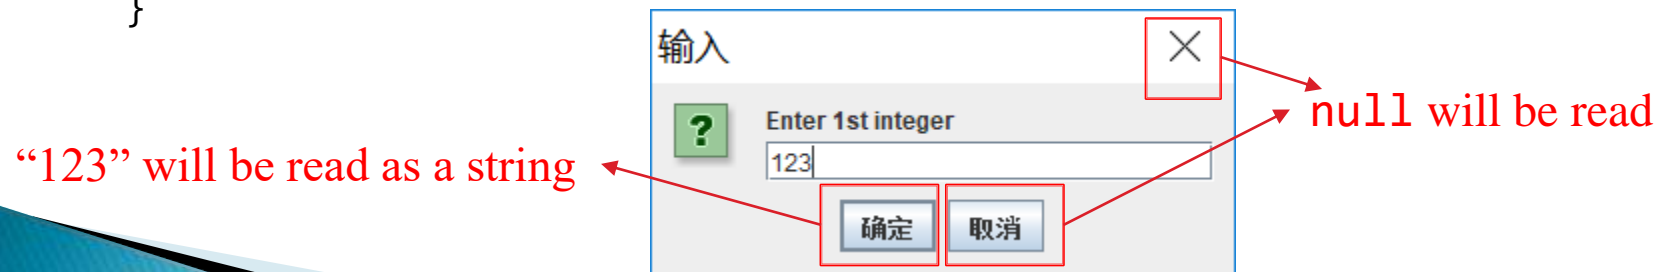 }
输入
Enter 1st integer
123
确定 取消
“123” will be read as a string
null will be read